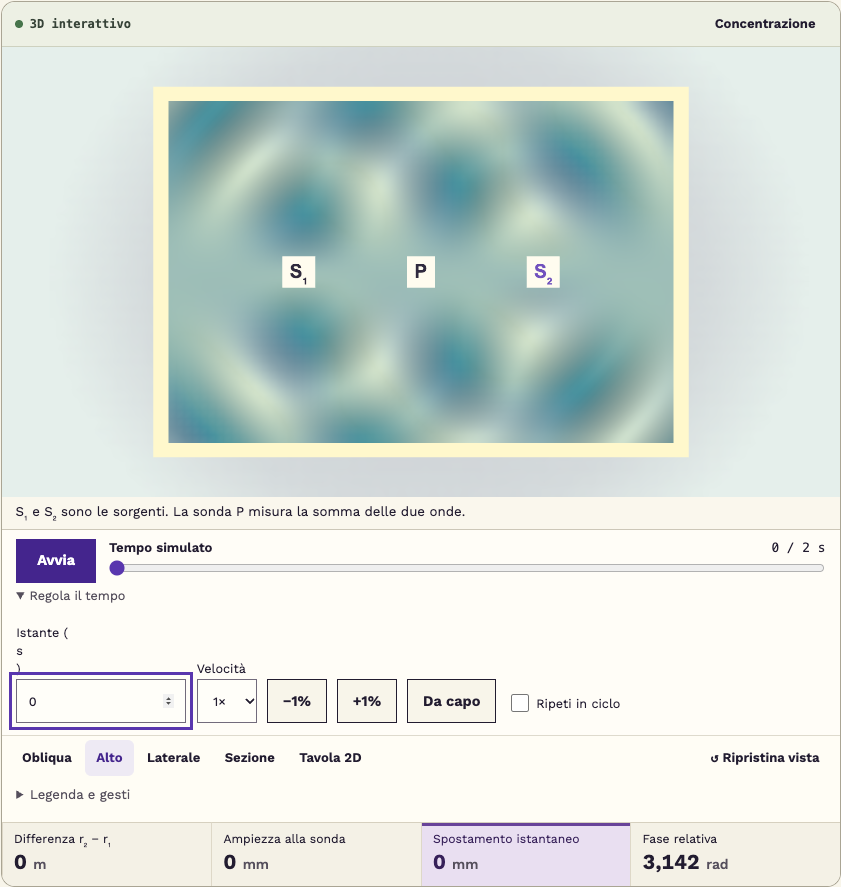 3D interattivo
Concentrazione
S₁
P
S₂
S₁ e S₂ sono le sorgenti. La sonda P misura la somma delle due onde.
Avvia
Tempo simulato
0 / 2 s
▼ Regola il tempo
Istante (
s
)
Velocità
0
1×
−1%
+1%
Da capo
Ripeti in ciclo
Obliqua
Alto
Laterale
Sezione
Tavola 2D
↺ Ripristina vista
▶ Legenda e gesti
Differenza r₂ − r₁
0 m
Ampiezza alla sonda
0 mm
Spostamento istantaneo
0 mm
Fase relativa
3,142 rad